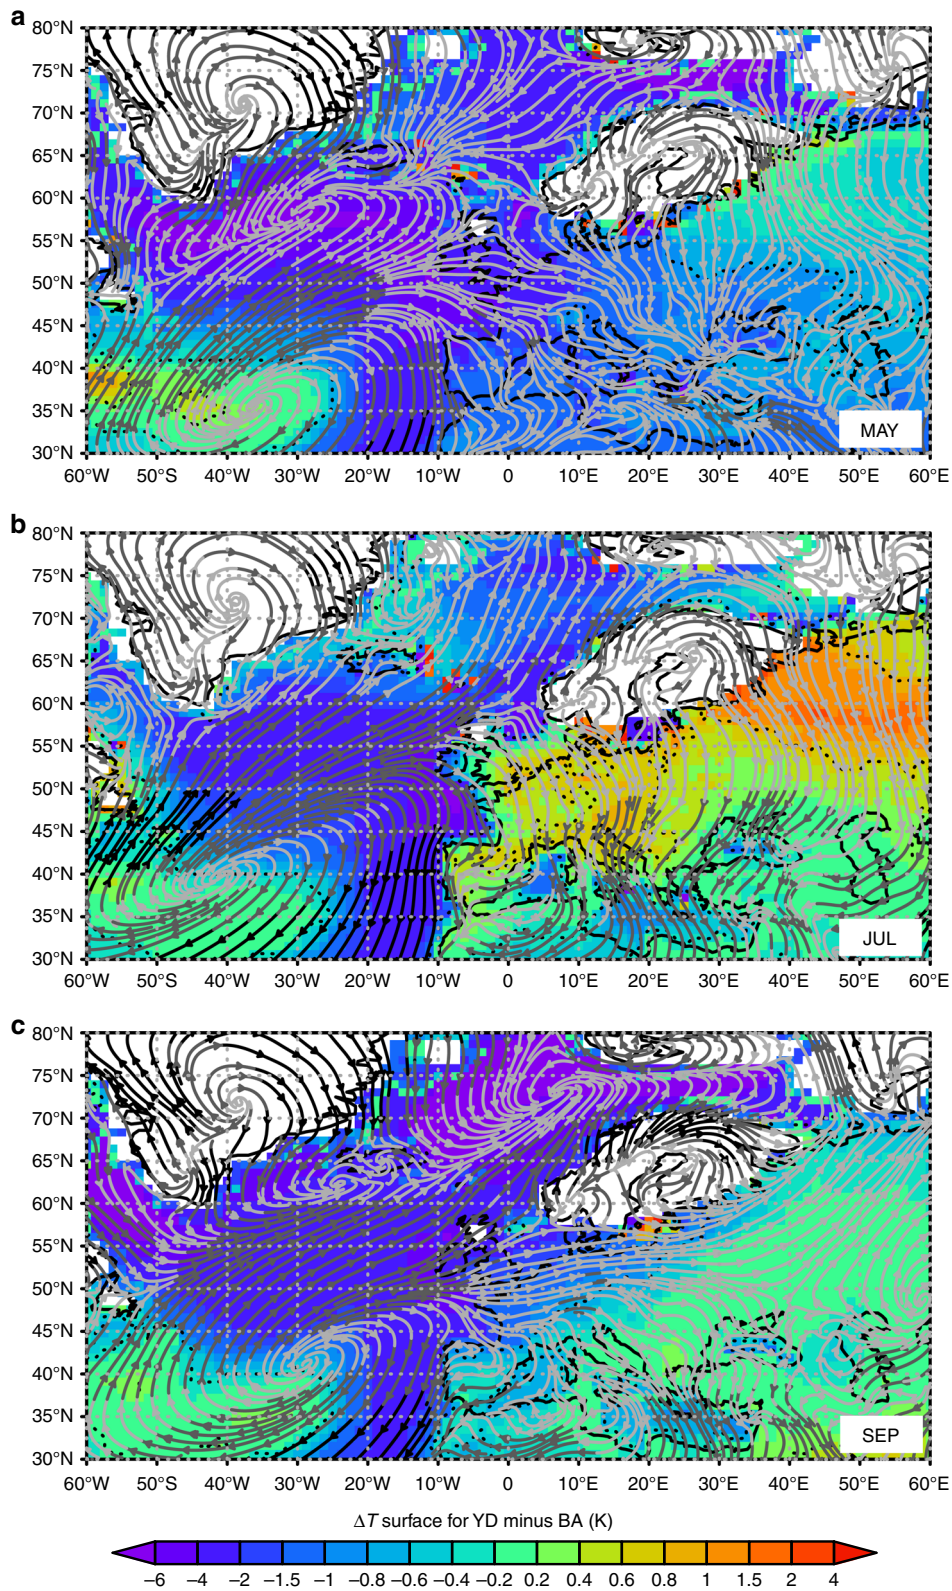 a
80°N
75°N
70°N
65°N
60°N
55°N
50°N
45°N
40°N
35°N
30°N
MAY
60°W 50°S 40°W 30°W 20°W 10°W 0 10°E 20°E 30°E 40°E 50°E 60°E
b
80°N
75°N
70°N
65°N
60°N
55°N
50°N
45°N
40°N
35°N
30°N
JUL
60°W 50°S 40°W 30°W 20°W 10°W 0 10°E 20°E 30°E 40°E 50°E 60°E
c
80°N
75°N
70°N
65°N
60°N
55°N
50°N
45°N
40°N
35°N
30°N
SEP
60°W 50°S 40°W 30°W 20°W 10°W 0 10°E 20°E 30°E 40°E 50°E 60°E
ΔT surface for YD minus BA (K)
−6 −4 −2 −1.5 −1 −0.8 −0.6 −0.4 −0.2 0.2 0.4 0.6 0.8 1 1.5 2 4